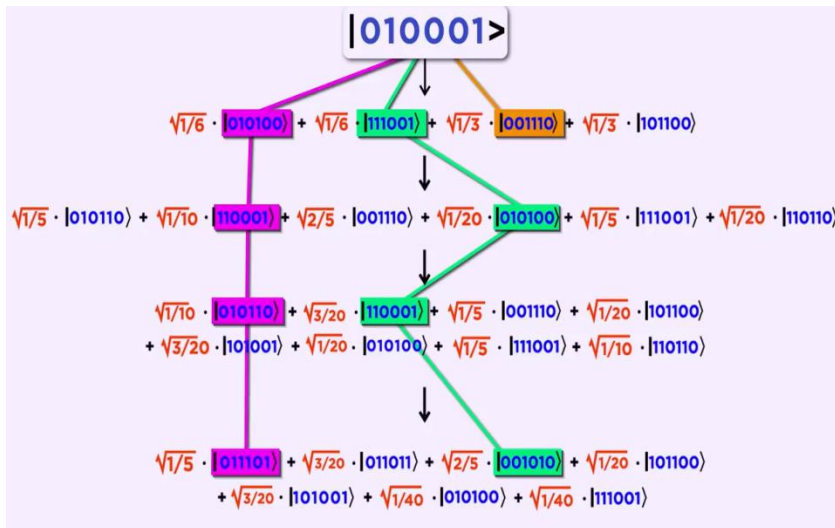 |010001>
√1/6 · |010100⟩ + √1/6 · |111001⟩ + √1/3 · |001110⟩ + √1/3 · |101100⟩
√1/5 · |010110⟩ + √1/10 · |110001⟩ + √2/5 · |001110⟩ + √1/20 · |010100⟩ + √1/5 · |111001⟩ + √1/20 · |110110⟩
√1/10 · |010110⟩ + √3/20 · |110001⟩ + √1/5 · |001110⟩ + √1/20 · |101100⟩
+ √3/20 · |101001⟩ + √1/20 · |010100⟩ + √1/5 · |111001⟩ + √1/10 · |110110⟩
√1/5 · |011101⟩ + √3/20 · |011011⟩ + √2/5 · |001010⟩ + √1/20 · |101100⟩
+ √3/20 · |101001⟩ + √1/40 · |010100⟩ + √1/40 · |111001⟩